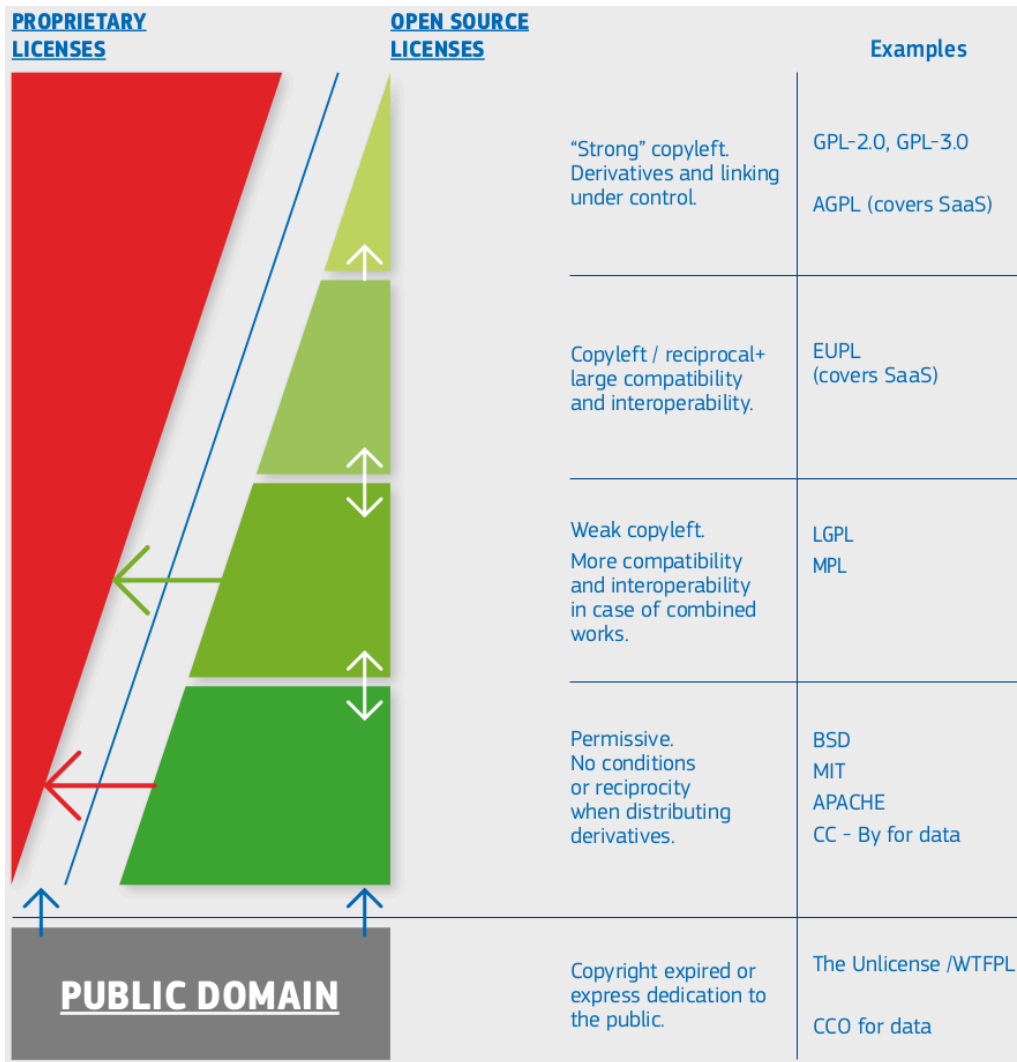 PROPRIETARY
LICENSES
OPEN SOURCE
LICENSES
Examples
“Strong” copyleft.
Derivatives and linking
under control.
GPL-2.0, GPL-3.0
AGPL (covers SaaS)
Copyleft / reciprocal+
large compatibility
and interoperability.
EUPL
(covers SaaS)
Weak copyleft.
More compatibility
and interoperability
in case of combined
works.
LGPL
MPL
Permissive.
No conditions
or reciprocity
when distributing
derivatives.
BSD
MIT
APACHE
CC - By for data
PUBLIC DOMAIN
Copyright expired or
express dedication to
the public.
The Unlicense /WTFPL
CCO for data